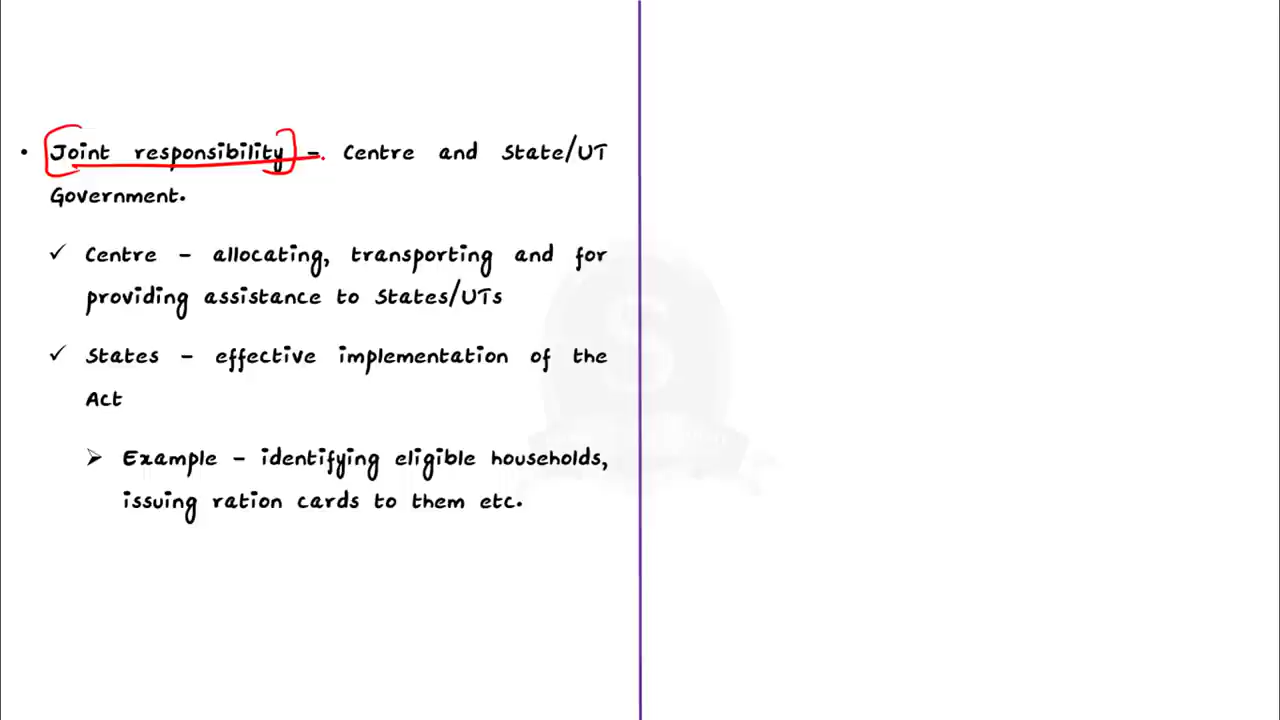 • Joint responsibility - Centre and State/UT
Government.
✓ Centre - allocating, transporting and for
providing assistance to States/UTs
✓ States - effective implementation of the
Act
➢ Example - identifying eligible households,
issuing ration cards to them etc.